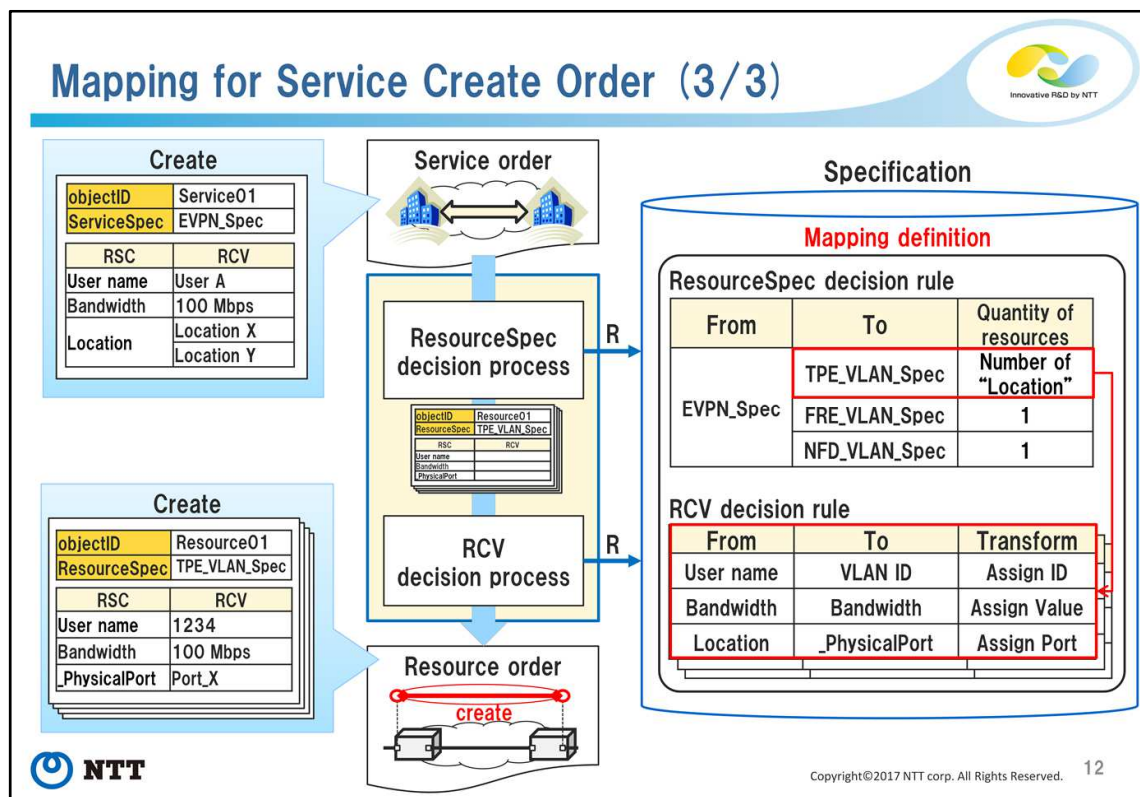 Mapping for Service Create Order (3/3)
Innovative R&D by NTT
Create
objectID Service01
ServiceSpec EVPN_Spec
RSC RCV
User name User A
Bandwidth 100 Mbps
Location Location X
Location Y
Service order
ResourceSpec
decision process
R
objectID Resource01
ResourceSpec TPE_VLAN_Spec
RSC RCV
User name
Bandwidth
_PhysicalPort
RCV
decision process
R
Create
objectID Resource01
ResourceSpec TPE_VLAN_Spec
RSC RCV
User name 1234
Bandwidth 100 Mbps
_PhysicalPort Port_X
Resource order
create
Specification
Mapping definition
ResourceSpec decision rule
From To Quantity of
resources
EVPN_Spec TPE_VLAN_Spec Number of
"Location"
FRE_VLAN_Spec 1
NFD_VLAN_Spec 1
RCV decision rule
From To Transform
User name VLAN ID Assign ID
Bandwidth Bandwidth Assign Value
Location _PhysicalPort Assign Port
NTT
Copyright©2017 NTT corp. All Rights Reserved. 12